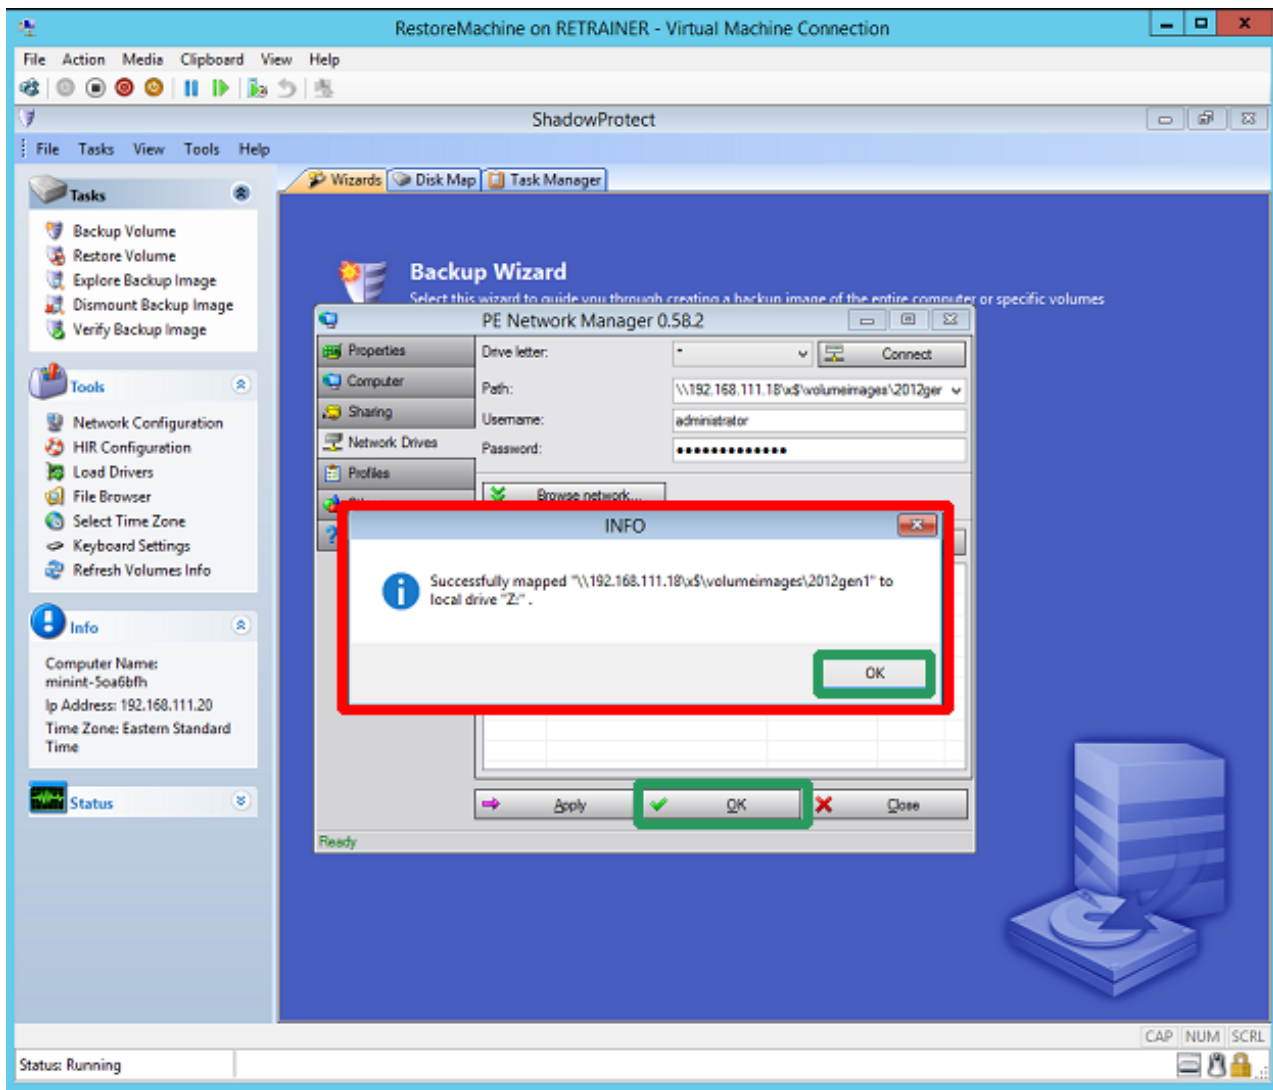 RestoreMachine on RETRAINER - Virtual Machine Connection
File Action Media Clipboard View Help
ShadowProtect
File Tasks View Tools Help
Wizards Disk Map Task Manager
Tasks
Backup Volume
Restore Volume
Explore Backup Image
Dismount Backup Image
Verify Backup Image
Tools
Network Configuration
HIR Configuration
Load Drivers
File Browser
Select Time Zone
Keyboard Settings
Refresh Volumes Info
Info
Computer Name:
minint-5oa6bfh
Ip Address: 192.168.111.20
Time Zone: Eastern Standard
Time
Status
Backup Wizard
Select this wizard to guide you through creating a backup image of the entire computer or specific volumes
PE Network Manager 0.58.2
Properties
Computer
Sharing
Network Drives
Profiles
Drive letter: * Connect
Path: \\192.168.111.18\x$\volumeimages\2012ger
Username: administrator
Password: •••••••••••••
Browse network...
INFO
Successfully mapped "\\192.168.111.18\x$\volumeimages\2012gen1" to
local drive "Z:" .
OK
Apply OK Close
Ready
CAP NUM SCRL
Status: Running